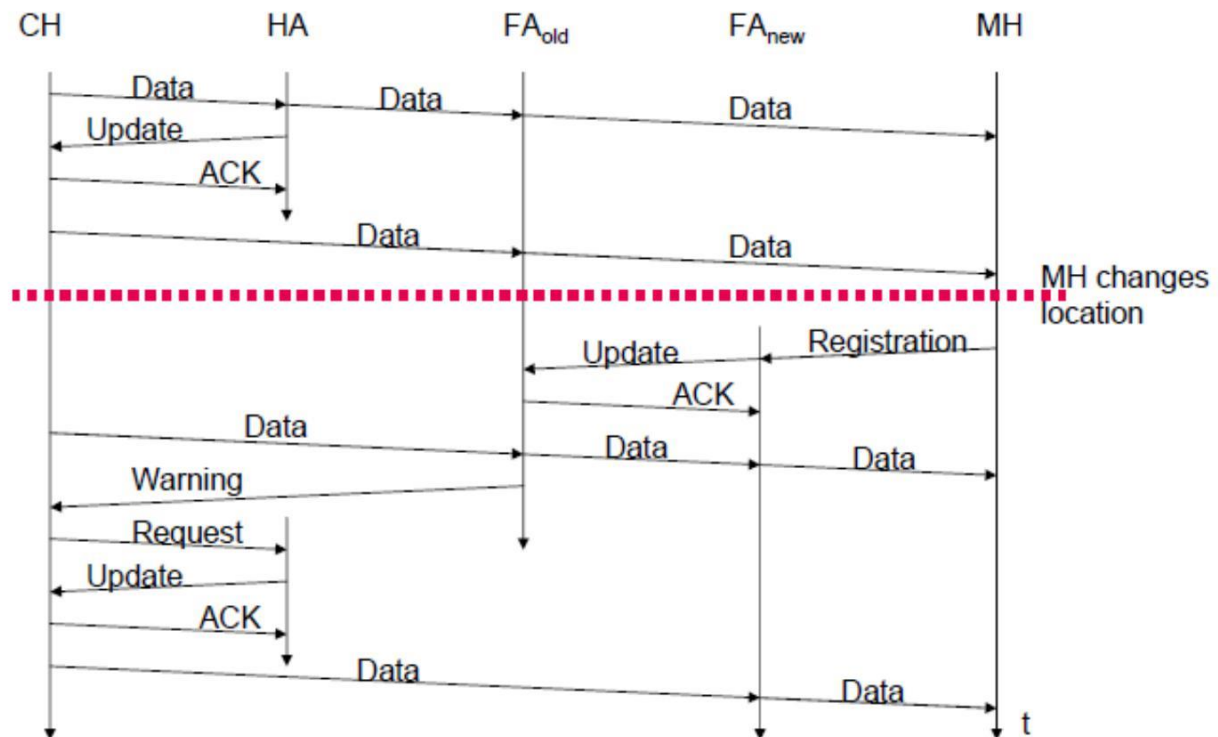 CH HA FAold FAnew MH
Data Data Data
Update
ACK
Data Data
MH changes
location
Update Registration
ACK
Data Data Data
Warning
Request
Update
ACK
Data Data
t